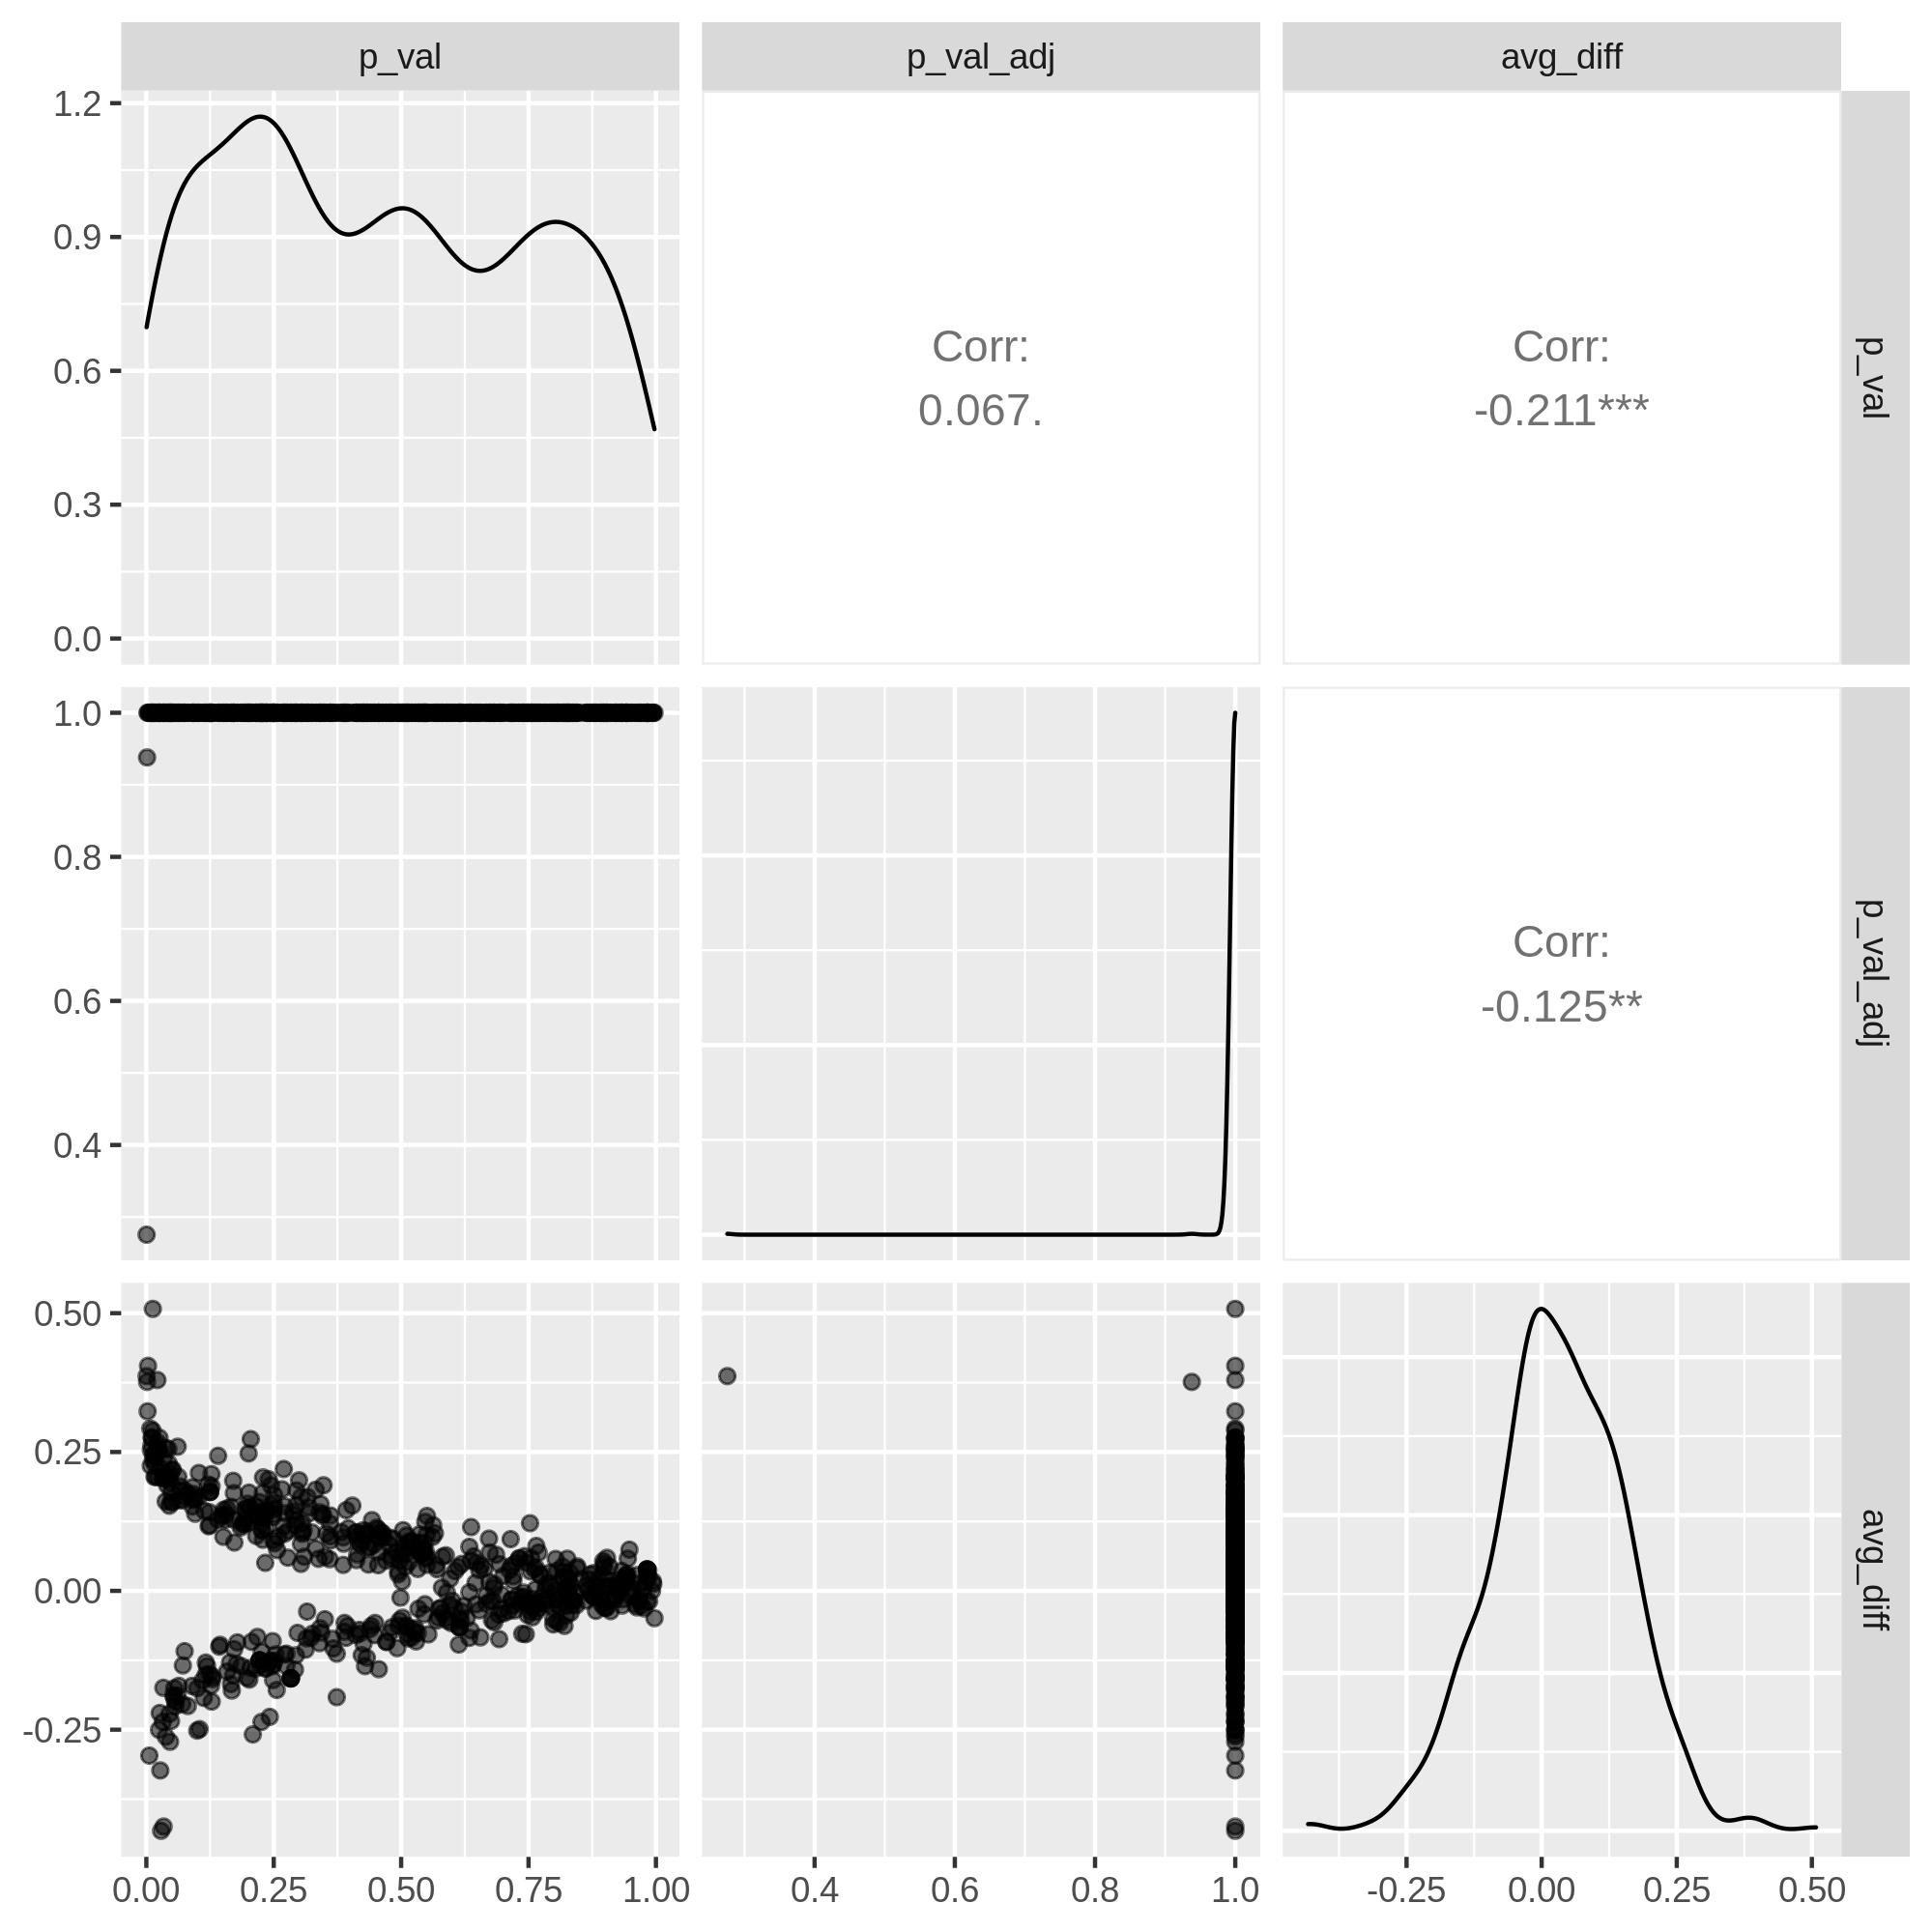 p_val
p_val_adj
avg_diff
1.2
0.9
0.6
0.3
0.0
Corr:
0.067.
Corr:
-0.211***
p_val
1.0
0.8
0.6
0.4
Corr:
-0.125**
p_val_adj
0.50
0.25
0.00
-0.25
avg_diff
0.00 0.25 0.50 0.75 1.00
0.4 0.6 0.8 1.0
-0.25 0.00 0.25 0.50